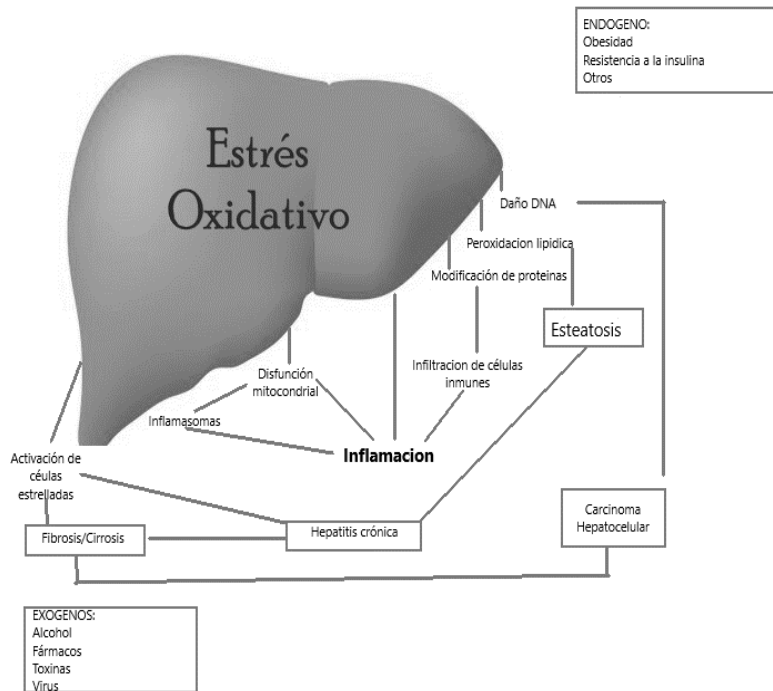 ENDOGENO:
Obesidad
Resistencia a la insulina
Otros
Estrés
Oxidativo
Daño DNA
Peroxidacion lipidica
Modificación de proteinas
Esteatosis
Disfunción
mitocondrial
Infiltracion de células
inmunes
Inflamasomas
Inflamacion
Activación de
células
estrelladas
Carcinoma
Hepatocelular
Fibrosis/Cirrosis
Hepatitis crónica
EXOGENOS:
Alcohol
Fármacos
Toxinas
Virus